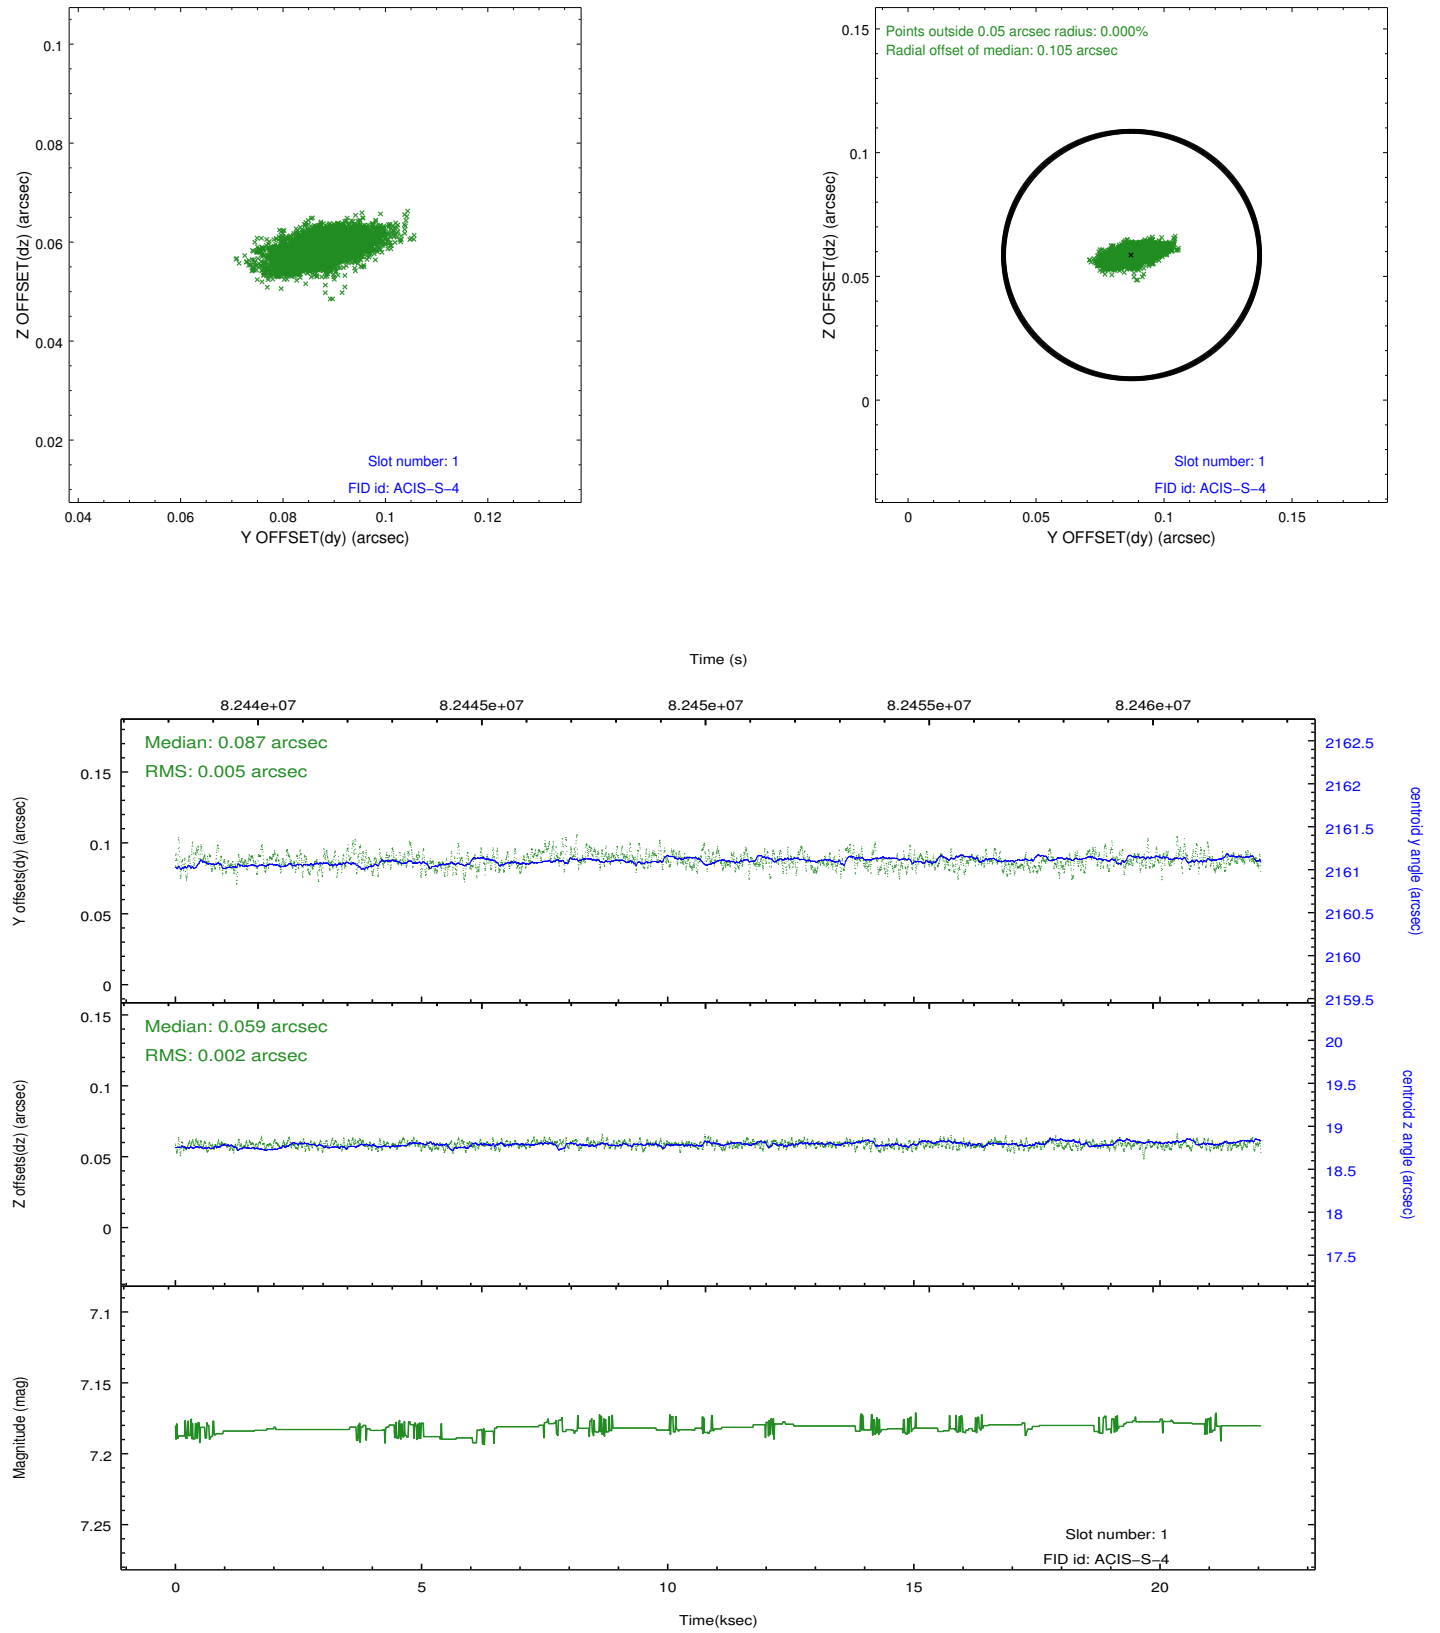 0.1
0.08
0.06
0.04
0.02
Z OFFSET(dz) (arcsec)
Slot number: 1
FID id: ACIS−S−4
0.04 0.06 0.08 0.1 0.12
Y OFFSET(dy) (arcsec)
Points outside 0.05 arcsec radius: 0.000%
Radial offset of median: 0.105 arcsec
0.15
0.1
0.05
0
Z OFFSET(dz) (arcsec)
Slot number: 1
FID id: ACIS−S−4
0 0.05 0.1 0.15
Y OFFSET(dy) (arcsec)
Time (s)
8.244e+07 8.2445e+07 8.245e+07 8.2455e+07 8.246e+07
Median: 0.087 arcsec
RMS: 0.005 arcsec
0.15
0.1
0.05
0
Y offsets(dy) (arcsec)
2162.5
2162
2161.5
2161
2160.5
2160
2159.5
centroid y angle (arcsec)
Median: 0.059 arcsec
RMS: 0.002 arcsec
0.15
0.1
0.05
0
Z offsets(dz) (arcsec)
20
19.5
19
18.5
18
17.5
centroid z angle (arcsec)
7.1
7.15
7.2
7.25
Magnitude (mag)
Slot number: 1
FID id: ACIS−S−4
0 5 10 15 20
Time(ksec)